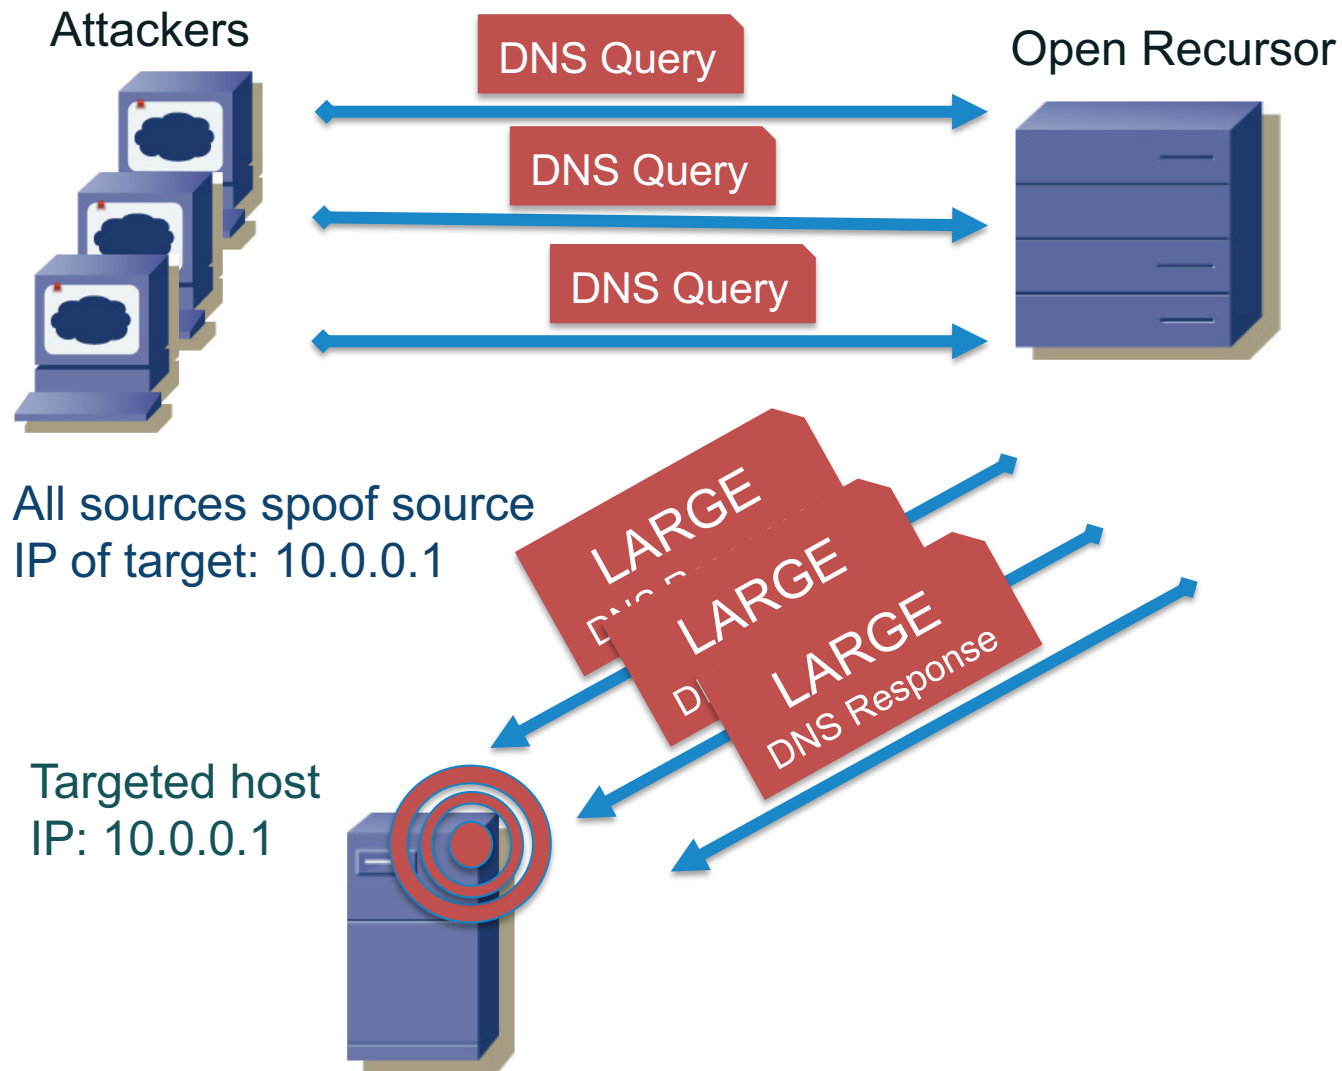 Attackers
DNS Query
Open Recursor
DNS Query
DNS Query
All sources spoof source
IP of target: 10.0.0.1
LARGE
LARGE
LARGE
DNS Response
Targeted host
IP: 10.0.0.1